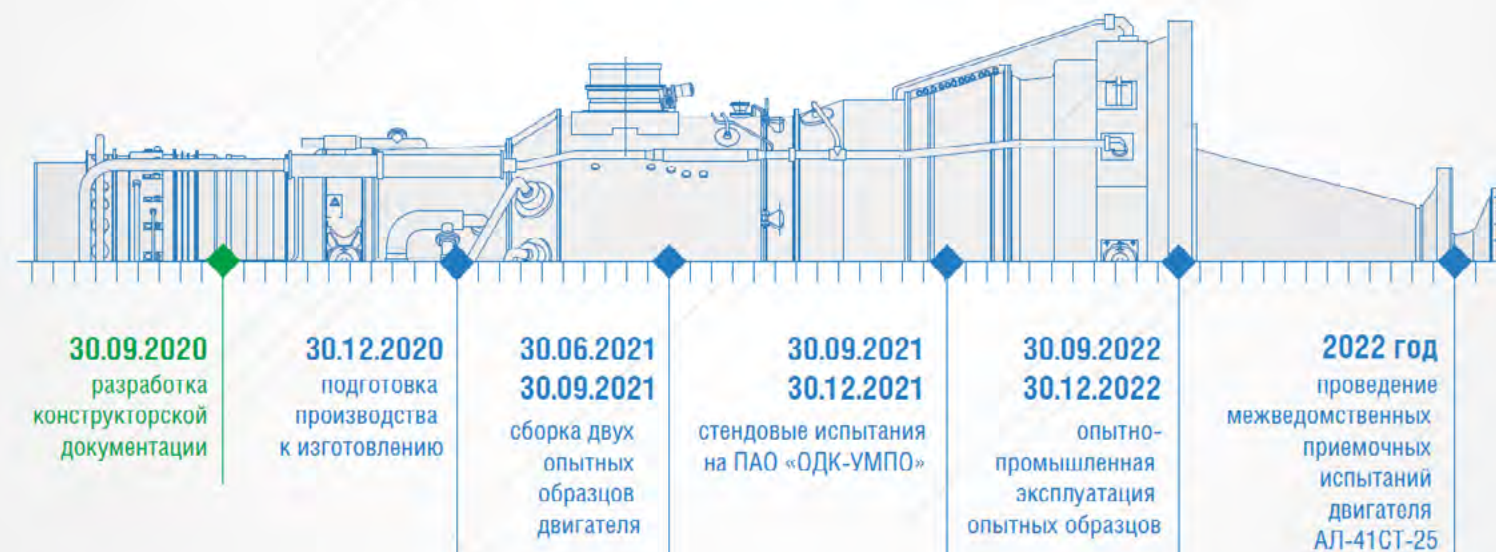 30.09.2020
разработка
конструкторской
документации
30.12.2020
подготовка
производства
к изготовлению
30.06.2021
30.09.2021
сборка двух
опытных
образцов
двигателя
30.09.2021
30.12.2021
стендовые испытания
на ПАО «ОДК-УМПО»
30.09.2022
30.12.2022
опытно-
промышленная
эксплуатация
опытных образцов
2022 год
проведение
межведомственных
приемочных
испытаний
двигателя
АЛ-41СТ-25